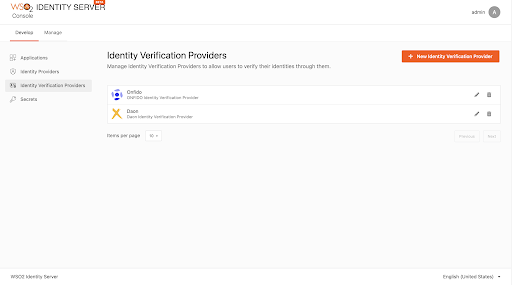 WSO2 IDENTITY SERVER beta
Console
admin A
Develop Manage
Applications
Identity Providers
Identity Verification Providers
Secrets
Identity Verification Providers
Manage Identity Verification Providers to allow users to verify their identities through them.
+ New Identity Verification Provider
Onfido
ONFIDO Identity Verification Provider
Daon
Daon Identity Verification Provider
Items per page 10
Previous Next
WSO2 Identity Server
English (United States)